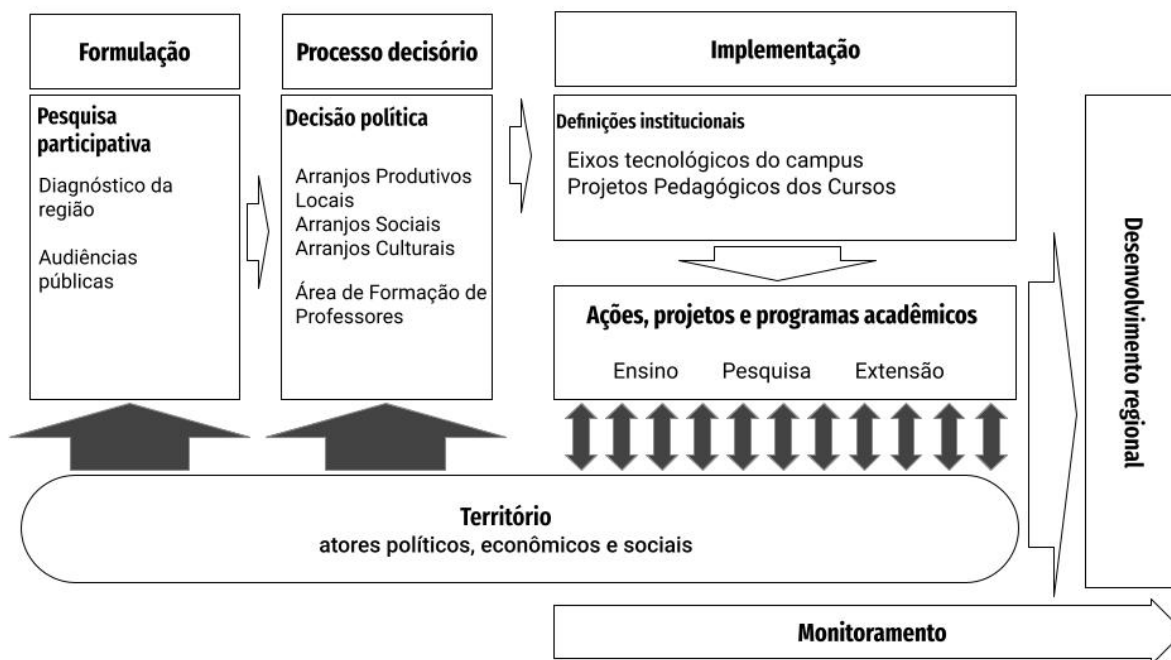 Formulação
Processo decisório
Implementação
Pesquisa
participativa
Diagnóstico da
região
Audiências
públicas
Decisão política
Arranjos Produtivos
Locais
Arranjos Sociais
Arranjos Culturais
Área de Formação de
Professores
Definições institucionais
Eixos tecnológicos do campus
Projetos Pedagógicos dos Cursos
Ações, projetos e programas acadêmicos
Ensino Pesquisa Extensão
Desenvolvimento regional
Território
atores políticos, econômicos e sociais
Monitoramento